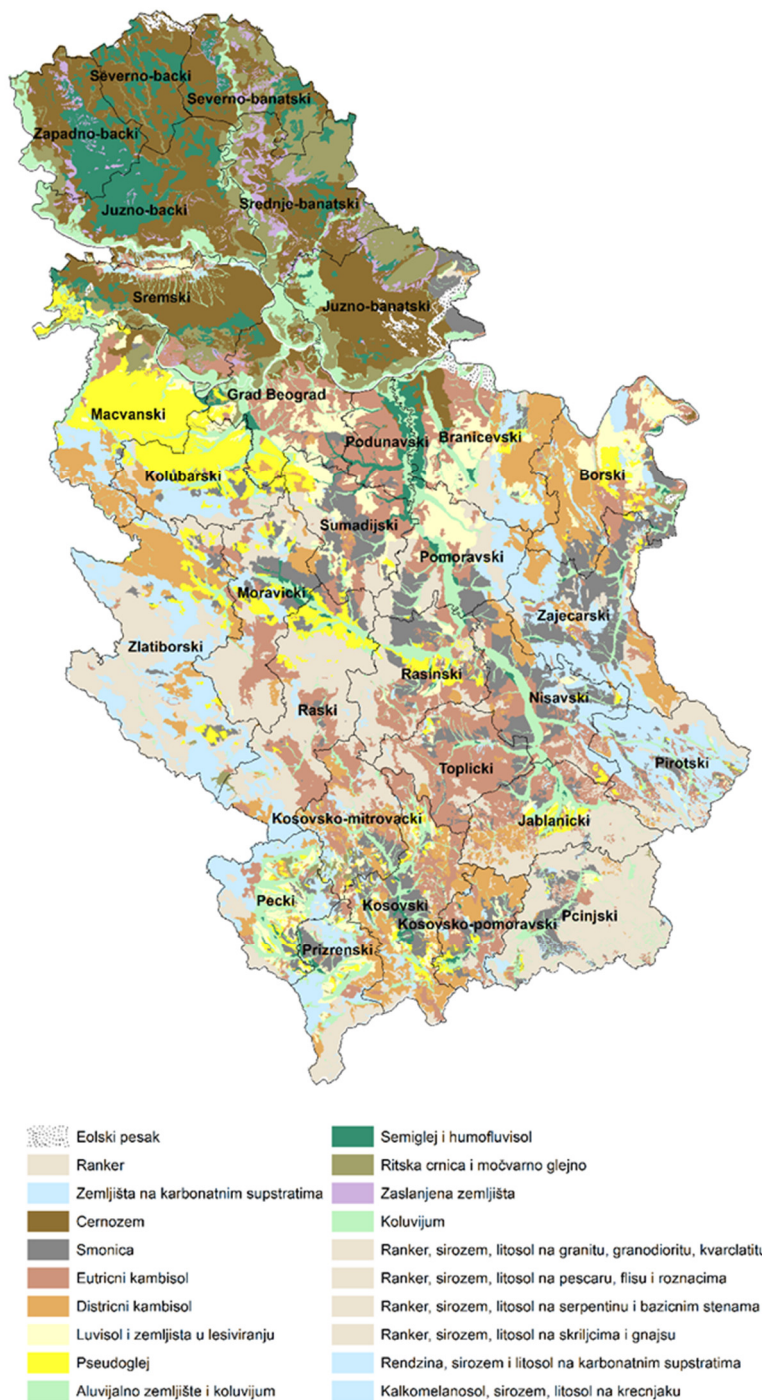 Severno-backi
Severno-banatski
Zapadno-backi
Juzno-backi
Srednje-banatski
Sremski
Juzno-banatski
Grad Beograd
Macvanski
Podunavski
Branicevski
Kolubarski
Borski
Sumadijski
Pomoravski
Moravicki
Zajecarski
Zlatiborski
Rasinski
Nisavski
Raski
Pirotski
Toplicki
Kosovsko-mitrovacki
Jablanicki
Pecki
Kosovski
Kosovsko-pomoravski
Pcinjski
Prizrenski
Eolski pesak
Ranker
Zemljišta na karbonatnim supstratima
Cernozem
Smonica
Eutricni kambisol
Districni kambisol
Luvisol i zemljista u lesiviranju
Pseudoglej
Aluvijalno zemljište i koluvijum
Semiglej i humofluvisol
Ritska crnica i močvarno glejno
Zaslanjena zemljišta
Koluvijum
Ranker, sirozem, litosol na granitu, granodioritu, kvarclatitu
Ranker, sirozem, litosol na pescaru, flisu i roznacima
Ranker, sirozem, litosol na serpentinu i bazicnim stenama
Ranker, sirozem, litosol na skriljcima i gnajsu
Rendzina, sirozem i litosol na karbonatnim supstratima
Kalkomelanosol, sirozem, litosol na krecnjaku